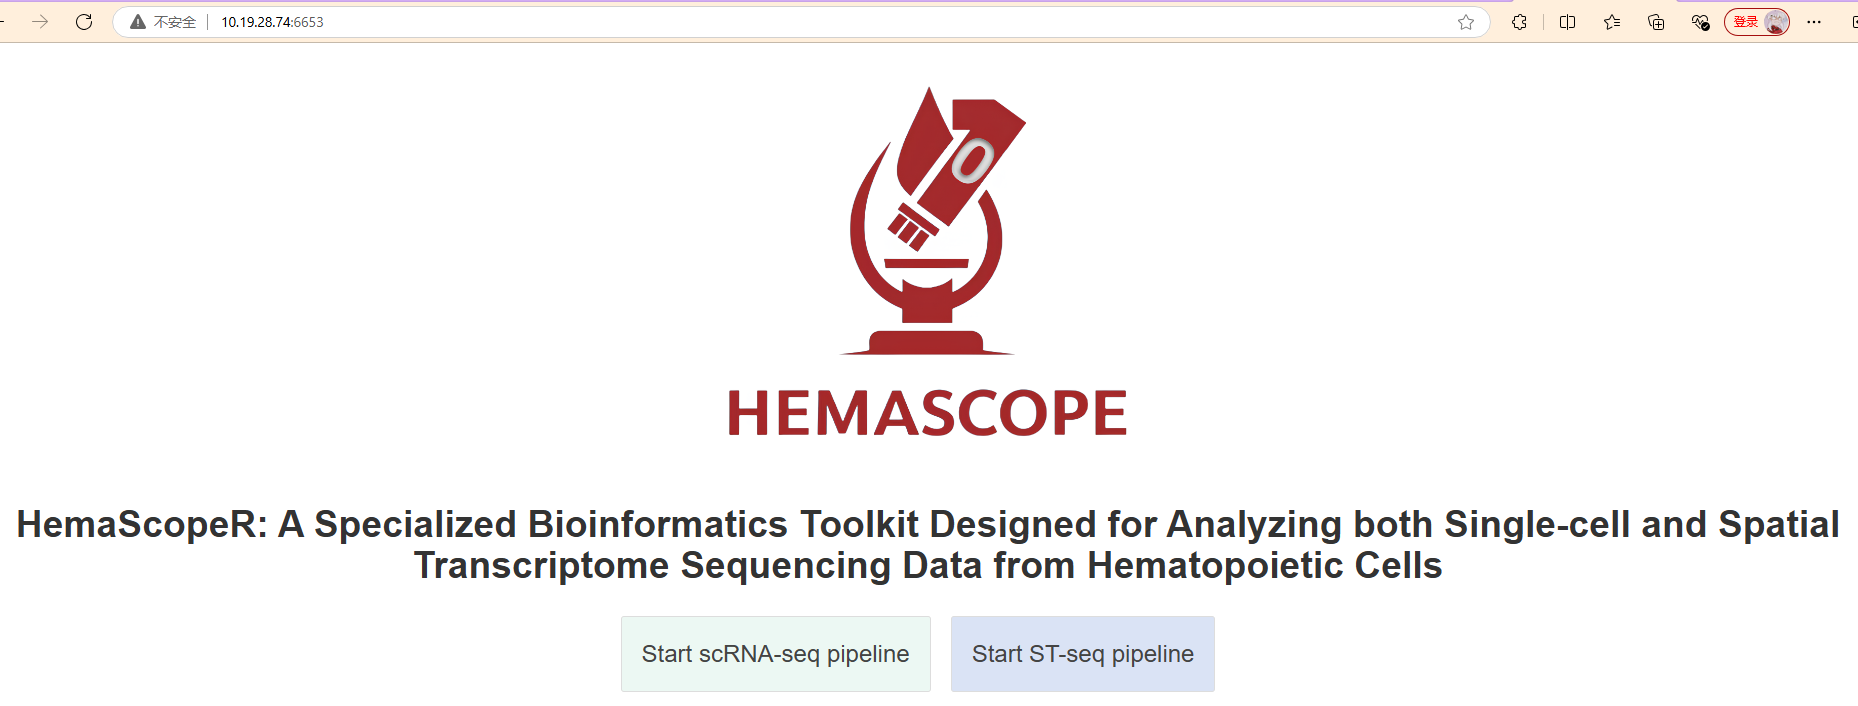 不安全 10.19.28.74:6653 登录
HEMASCOPE
HemaScopeR: A Specialized Bioinformatics Toolkit Designed for Analyzing both Single-cell and Spatial
Transcriptome Sequencing Data from Hematopoietic Cells
Start scRNA-seq pipeline Start ST-seq pipeline